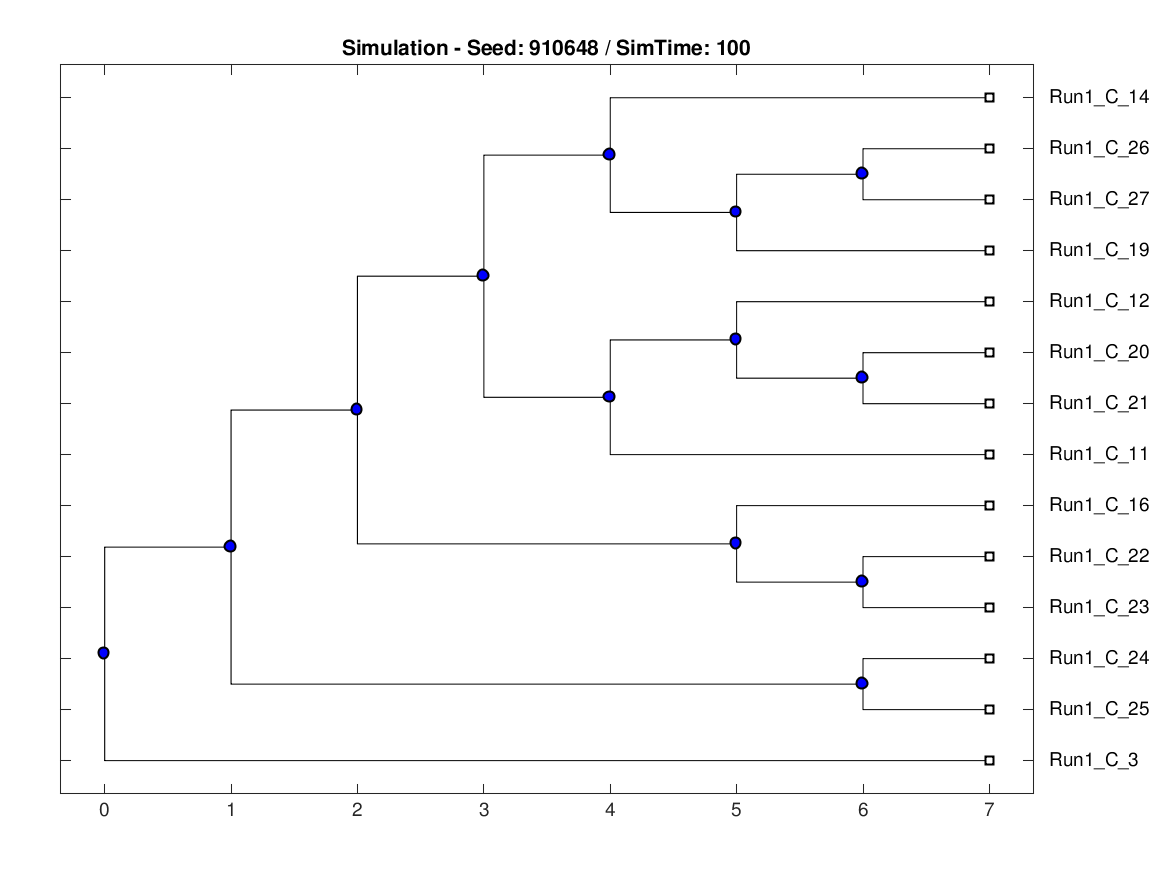 Simulation - Seed: 910648 / SimTime: 100
Run1_C_14
Run1_C_26
Run1_C_27
Run1_C_19
Run1_C_12
Run1_C_20
Run1_C_21
Run1_C_11
Run1_C_16
Run1_C_22
Run1_C_23
Run1_C_24
Run1_C_25
Run1_C_3
0 1 2 3 4 5 6 7